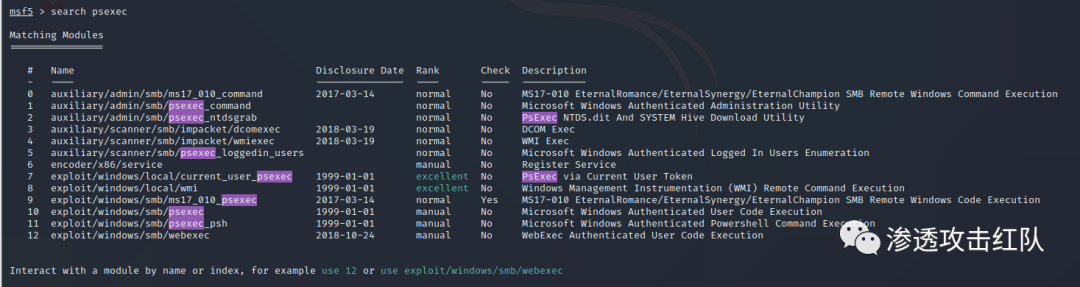 msf5 > search psexec
Matching Modules
================
# Name Disclosure Date Rank Check Description
- ---- --------------- ---- ----- -----------
0 auxiliary/admin/smb/ms17_010_command 2017-03-14 normal No MS17-010 EternalRomance/EternalSynergy/EternalChampion SMB Remote Windows Command Execution
1 auxiliary/admin/smb/psexec_command normal No Microsoft Windows Authenticated Administration Utility
2 auxiliary/admin/smb/psexec_ntdsgrab normal No PsExec NTDS.dit And SYSTEM Hive Download Utility
3 auxiliary/scanner/smb/impacket/dcomexec 2018-03-19 normal No DCOM Exec
4 auxiliary/scanner/smb/impacket/wmiexec 2018-03-19 normal No WMI Exec
5 auxiliary/scanner/smb/psexec_loggedin_users normal No Microsoft Windows Authenticated Logged In Users Enumeration
6 encoder/x86/service manual No Register Service
7 exploit/windows/local/current_user_psexec 1999-01-01 excellent No PsExec via Current User Token
8 exploit/windows/local/wmi 1999-01-01 excellent No Windows Management Instrumentation (WMI) Remote Command Execution
9 exploit/windows/smb/ms17_010_psexec 2017-03-14 normal Yes MS17-010 EternalRomance/EternalSynergy/EternalChampion SMB Remote Windows Code Execution
10 exploit/windows/smb/psexec 1999-01-01 manual No Microsoft Windows Authenticated User Code Execution
11 exploit/windows/smb/psexec_psh 1999-01-01 manual No Microsoft Windows Authenticated Powershell Command Execution
12 exploit/windows/smb/webexec 2018-10-24 manual No WebExec Authenticated User Code Execution
渗透攻击红队
Interact with a module by name or index, for example use 12 or use exploit/windows/smb/webexec